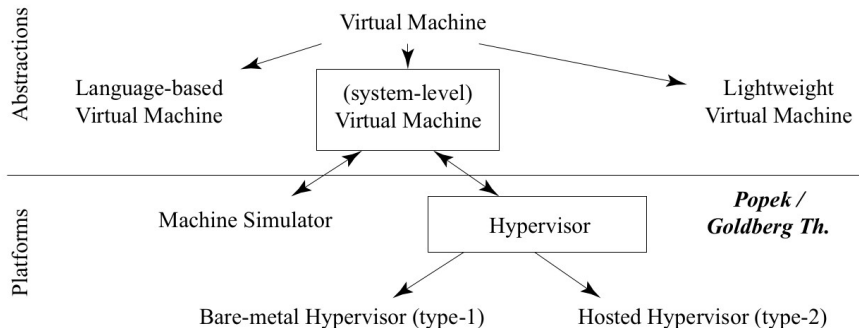 Abstractions
Virtual Machine
Language-based
Virtual Machine
(system-level)
Virtual Machine
Lightweight
Virtual Machine
Platforms
Machine Simulator
Hypervisor
Popek /
Goldberg Th.
Bare-metal Hypervisor (type-1)
Hosted Hypervisor (type-2)